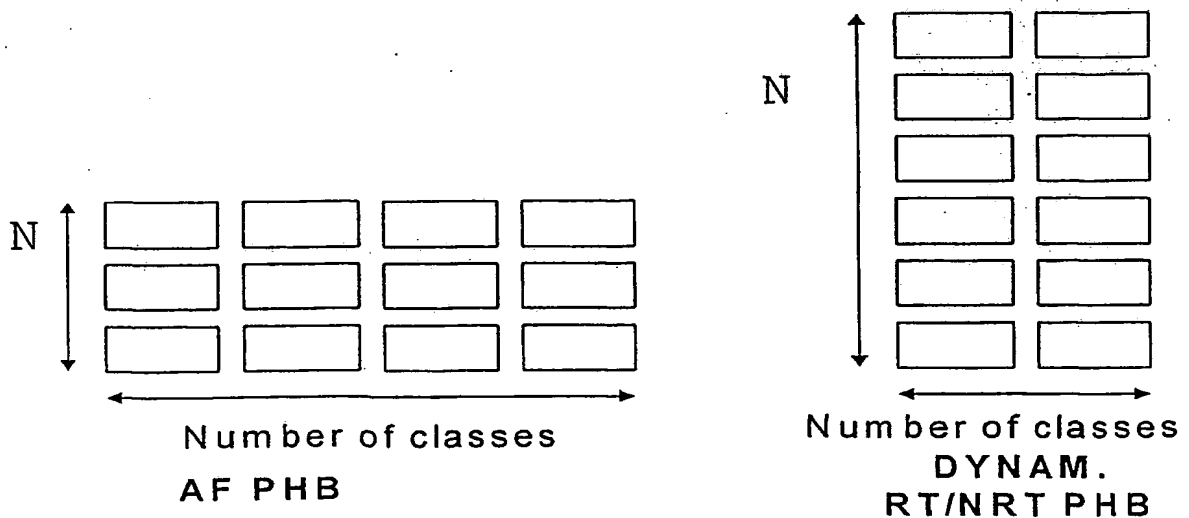 N
Number of classes
AF PHB
N
Number of classes
DYNAM.
RT/NRT PHB